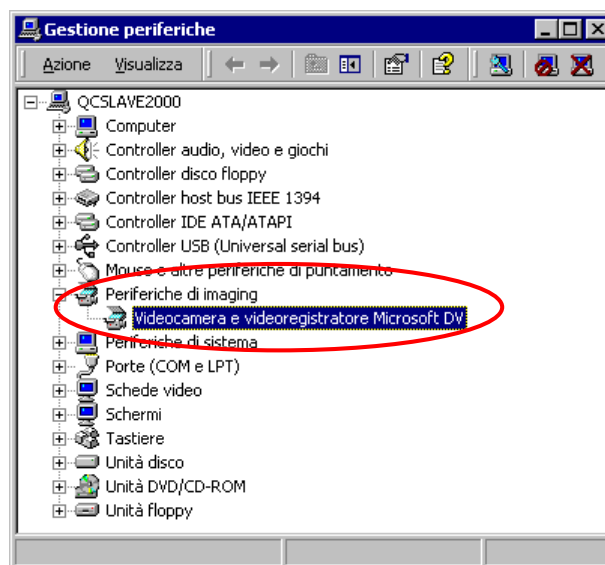 Gestione periferiche
Azione Visualizza
QCSLAVE2000
Computer
Controller audio, video e giochi
Controller disco floppy
Controller host bus IEEE 1394
Controller IDE ATA/ATAPI
Controller USB (Universal serial bus)
Mouse e altre periferiche di puntamento
Periferiche di imaging
Videocamera e videoregistratore Microsoft DV
Periferiche di sistema
Porte (COM e LPT)
Schede video
Schermi
Tastiere
Unità disco
Unità DVD/CD-ROM
Unità floppy